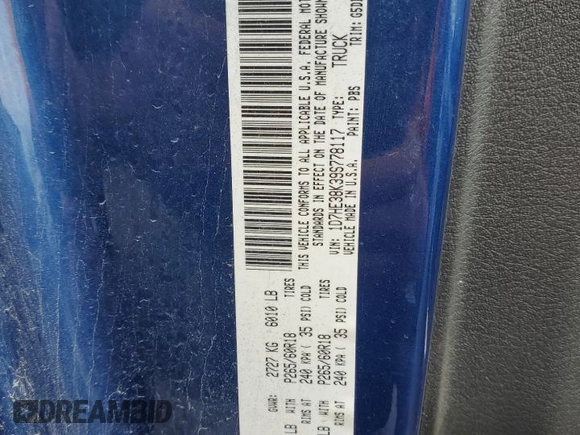 GVWR: 2727 KG 6010 LB
LB WITH P265/60R18 TIRES
RIMS AT 240 KPA ( 35 PSI) COLD
LB WITH P265/60R18 TIRES
RIMS AT 240 KPA ( 35 PSI) COLD
THIS VEHICLE CONFORMS TO ALL APPLICABLE U.S.A. FEDERAL MOTOR
STANDARDS IN EFFECT ON THE DATE OF MANUFACTURE SHOWN
VIN: 1D7HE38K39S778117 TYPE: TRUCK
VEHICLE MADE IN U.S.A. PAINT: PBS TRIM:
DREAMBID